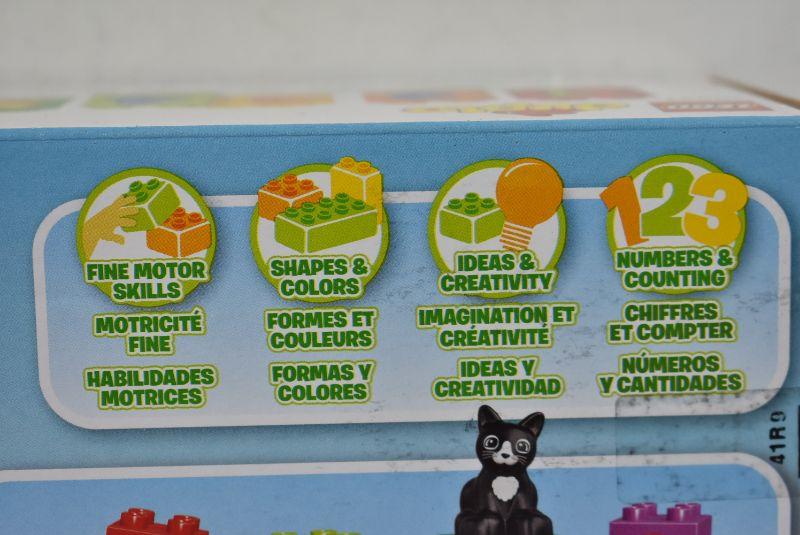 FINE MOTOR
SKILLS
MOTRICITÉ
FINE
HABILIDADES
MOTRICES
SHAPES &
COLORS
FORMES ET
COULEURS
FORMAS Y
COLORES
IDEAS &
CREATIVITY
IMAGINATION ET
CRÉATIVITÉ
IDEAS Y
CREATIVIDAD
123
NUMBERS &
COUNTING
CHIFFRES
ET COMPTER
NÚMEROS
Y CANTIDADES
41R9